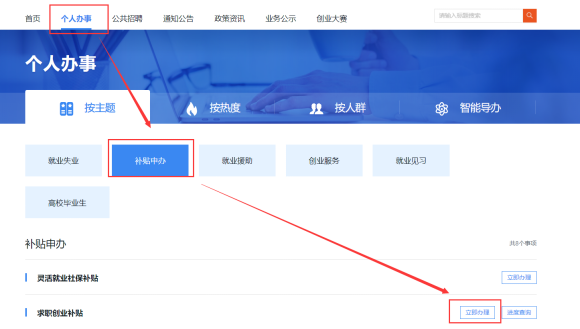 首页 个人办事 公共招聘 通知公告 政策资讯 业务公示 创业大赛 请输入标题搜索
个人办事
按主题 按热度 按人群 智能导办
就业失业 补贴申办 就业援助 创业服务 就业见习
高校毕业生
补贴申办 共8个事项
灵活就业社保补贴 立即办理
求职创业补贴 立即办理 进度查询